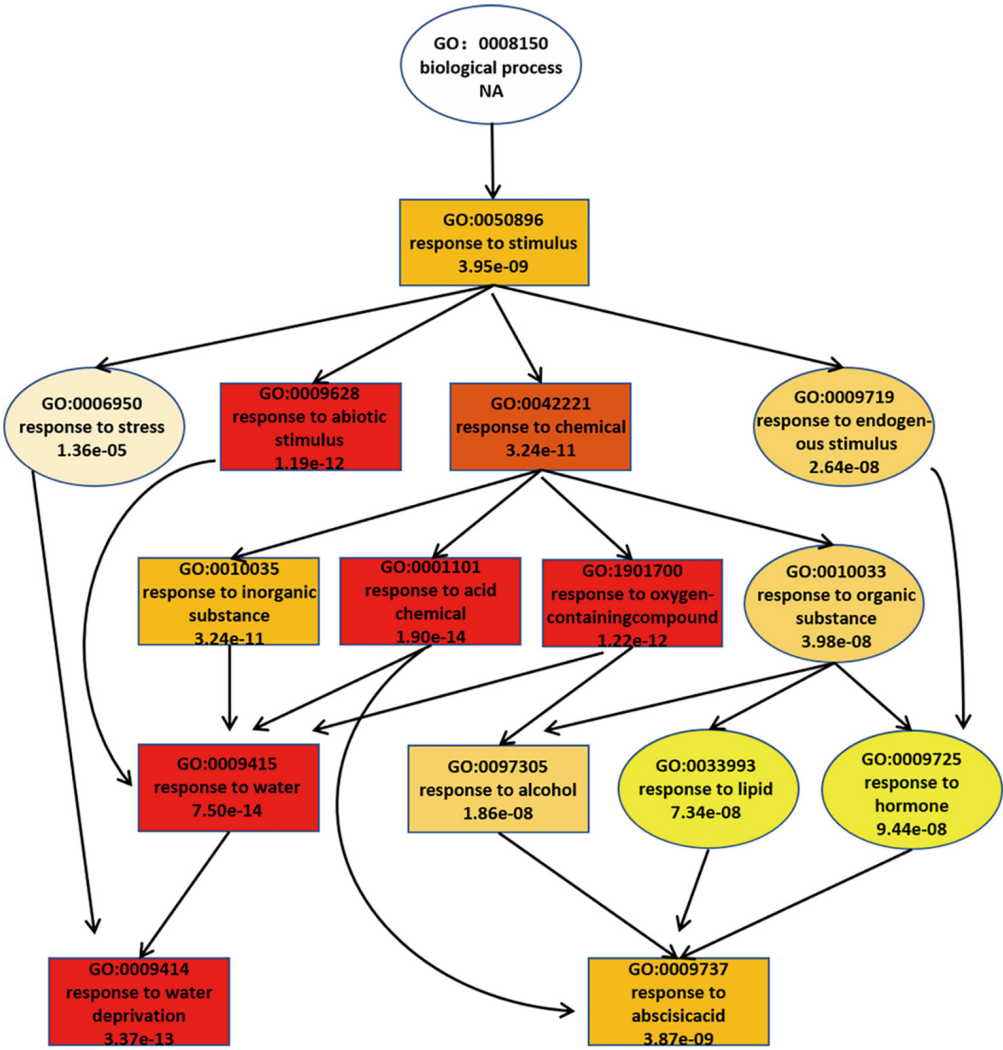 GO: 0008150
biological process
NA
GO:0050896
response to stimulus
3.95e-09
GO:0006950
response to stress
1.36e-05
GO:0009628
response to abiotic
stimulus
1.19e-12
GO:0042221
response to chemical
3.24e-11
GO:0009719
response to endogen-
ous stimulus
2.64e-08
GO:0010035
response to inorganic
substance
3.24e-11
GO:0001101
response to acid
chemical
1.90e-14
GO:1901700
response to oxygen-
containingcompound
1.22e-12
GO:0010033
response to organic
substance
3.98e-08
GO:0009415
response to water
7.50e-14
GO:0097305
response to alcohol
1.86e-08
GO:0033993
response to lipid
7.34e-08
GO:0009725
response to
hormone
9.44e-08
GO:0009414
response to water
deprivation
3.37e-13
GO:0009737
response to
abscisicacid
3.87e-09